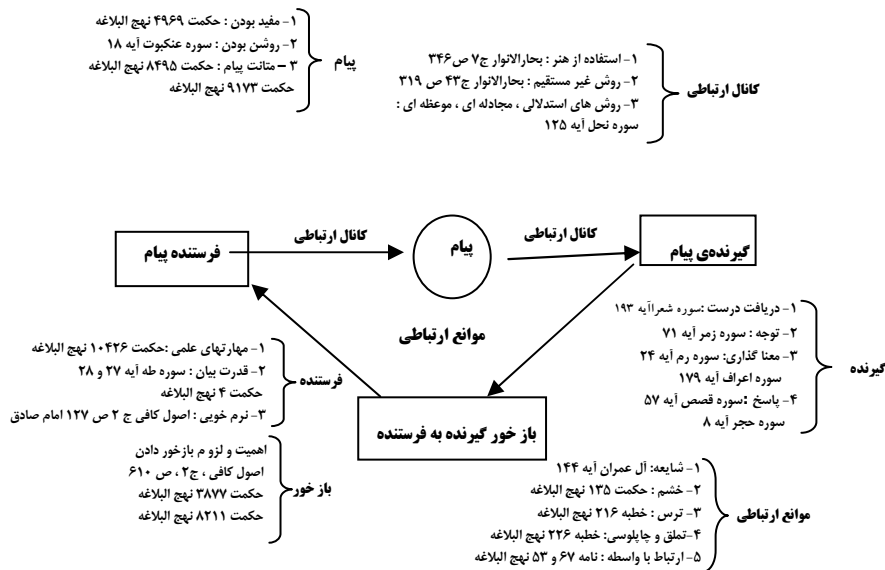 ۱- مفید بودن : حکمت ۴۹۶۹ نهج البلاغه
۲- روشن بودن : سوره عنکبوت آیه ۱۸
۳ – متانت پیام : حکمت ۸۴۹۵ نهج البلاغه
حکمت ۹۱۷۳ نهج البلاغه
پیام
۱- استفاده از هنر : بحارالانوار ج۷ ص۳۴۶
۲- روش غیر مستقیم : بحارالانوار ج۴۳ ص ۳۱۹
۳- روش های استدلالی ، مجادله ای ، موعظه ای :
سوره نحل آیه ۱۲۵
کانال ارتباطی
گیرنده‌ی پیام
کانال ارتباطی
پیام
کانال ارتباطی
فرستنده پیام
موانع ارتباطی
باز خور گیرنده به فرستنده
۱- دریافت درست :سوره شعراآیه ۱۹۳
۲- توجه : سوره زمر آیه ۷۱
۳- معنا گذاری: سوره رم آیه ۲۴
سوره اعراف آیه ۱۷۹
۴- پاسخ :سوره قصص آیه ۵۷
سوره حجر آیه ۸
گیرنده
۱- مهارتهای علمی :حکمت ۱۰۴۲۶ نهج البلاغه
۲- قدرت بیان : سوره طه آیه ۲۷ و ۲۸
حکمت ۴ نهج البلاغه
۳- نرم خویی : اصول کافی ج ۲ ص ۱۲۷ امام صادق
فرستنده
اهمیت و لزو م بازخور دادن
اصول کافی ، ج۲ ، ص ۶۱۰
حکمت ۳۸۷۷ نهج البلاغه
حکمت ۸۲۱۱ نهج البلاغه
باز خور
۱- شایعه: آل عمران آیه ۱۴۴
۲- خشم : حکمت ۱۳۵ نهج البلاغه
۳- ترس : خطبه ۲۱۶ نهج البلاغه
۴-تملق و چاپلوسی: خطبه ۲۲۶ نهج البلاغه
۵- ارتباط با واسطه : نامه ۶۷ و ۵۳ نهج البلاغه
موانع ارتباطی